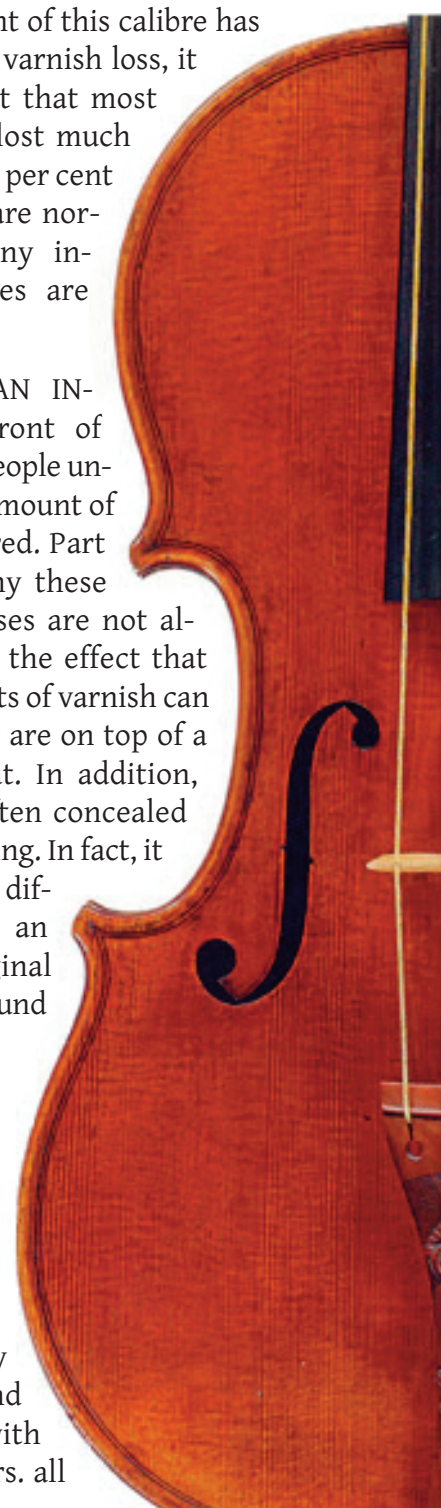 nt of this calibre has
varnish loss, it
t that most
lost much
per cent
are nor-
ny in-
es are
AN IN-
ront of
eople un-
mount of
red. Part
ny these
ses are not al-
the effect that
ts of varnish can
are on top of a
t. In addition,
ten concealed
ng. In fact, it
dif-
an
ginal
und
nd
vith
rs. all